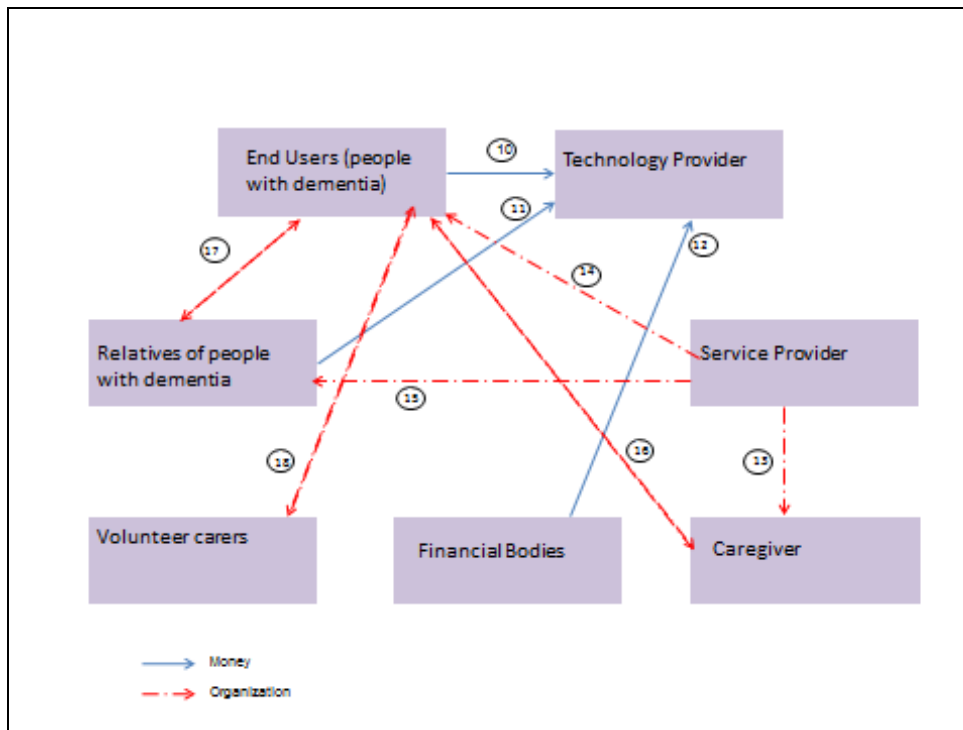 End Users (people
with dementia)
10
Technology Provider
11
12
17
14
Relatives of people
with dementia
Service Provider
15
18
16
13
Volunteer carers
Financial Bodies
Caregiver
Money
Organization